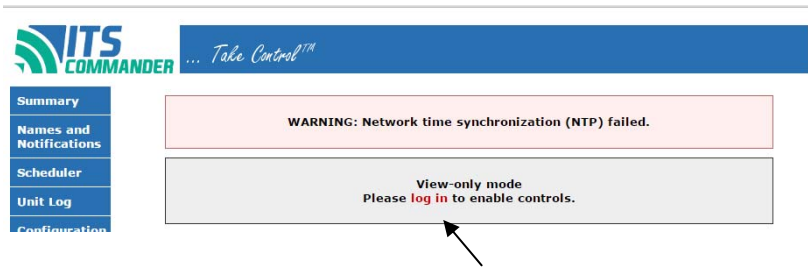 ITS
COMMANDER
... Take Control™
Summary
Names and
Notifications
Scheduler
Unit Log
Configuration
WARNING: Network time synchronization (NTP) failed.
View-only mode
Please log in to enable controls.